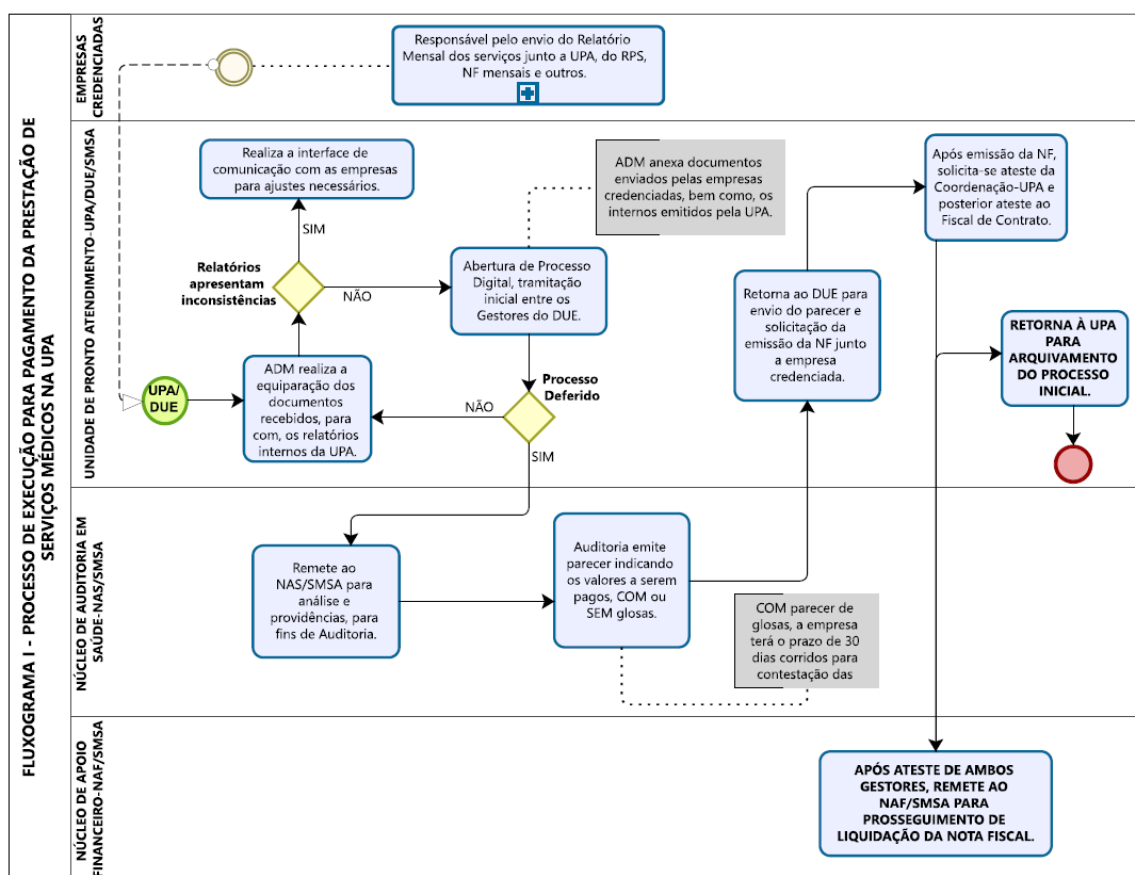 FLUXOGRAMA I - PROCESSO DE EXECUÇÃO PARA PAGAMENTO DA PRESTAÇÃO DE
SERVIÇOS MÉDICOS NA UPA
EMPRESAS
CREDENCIADAS
Responsável pelo envio do Relatório
Mensal dos serviços junto a UPA, do RPS,
NF mensais e outros.
UNIDADE DE PRONTO ATENDIMENTO-UPA/DUE/SMSA
Realiza a interface de
comunicação com as empresas
para ajustes necessários.
SIM
Relatórios
apresentam
inconsistências
NÃO
UPA/
DUE
ADM realiza a
equiparação dos
documentos
recebidos, para
com, os relatórios
internos da UPA.
ADM anexa documentos
enviados pelas empresas
credenciadas, bem como, os
internos emitidos pela UPA.
Abertura de Processo
Digital, tramitação
inicial entre os
Gestores do DUE.
Processo
Deferido
NÃO
SIM
Retorna ao DUE para
envio do parecer e
solicitação da
emissão da NF junto
a empresa
credenciada.
Após emissão da NF,
solicita-se ateste da
Coordenação-UPA e
posterior ateste ao
Fiscal de Contrato.
RETORNA À UPA
PARA
ARQUIVAMENTO
DO PROCESSO
INICIAL.
NÚCLEO DE AUDITORIA EM
SAÚDE-NAS/SMSA
Remete ao
NAS/SMSA para
análise e
providências, para
fins de Auditoria.
Auditoria emite
parecer indicando
os valores a serem
pagos, COM ou
SEM glosas.
COM parecer de
glosas, a empresa
terá o prazo de 30
dias corridos para
contestação das
NÚCLEO DE APOIO
FINANCEIRO-NAF/SMSA
APÓS ATESTE DE AMBOS
GESTORES, REMETE AO
NAF/SMSA PARA
PROSSEGUIMENTO DE
LIQUIDAÇÃO DA NOTA FISCAL.